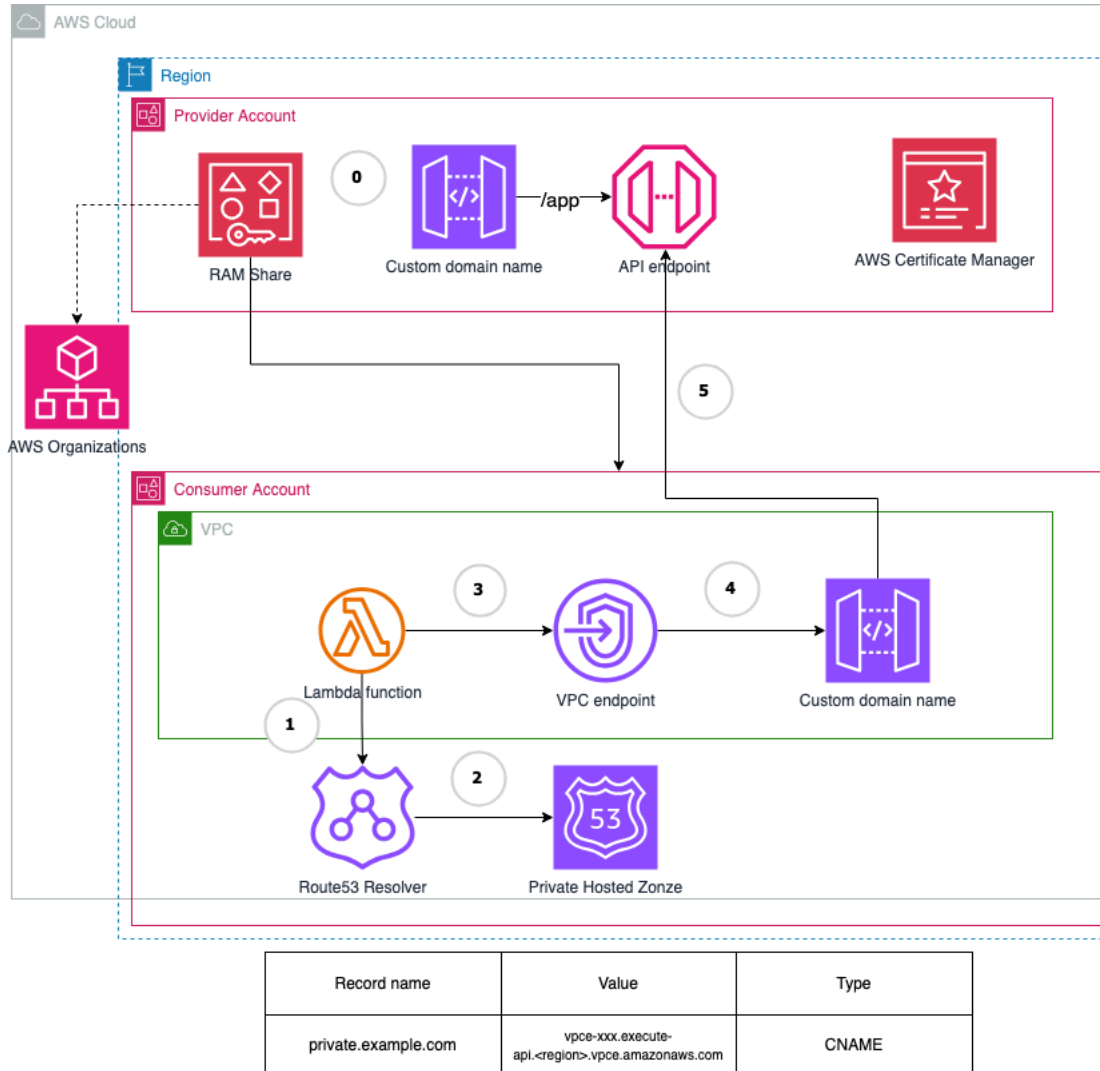 AWS Cloud
Region
Provider Account
0
/app
RAM Share
Custom domain name
API endpoint
AWS Certificate Manager
AWS Organizations
5
Consumer Account
VPC
3
4
Lambda function
VPC endpoint
Custom domain name
1
2
53
Route53 Resolver
Private Hosted Zonze
Record name
Value
Type
private.example.com
vpce-xxx.execute-
api.<region>.vpce.amazonaws.com
CNAME